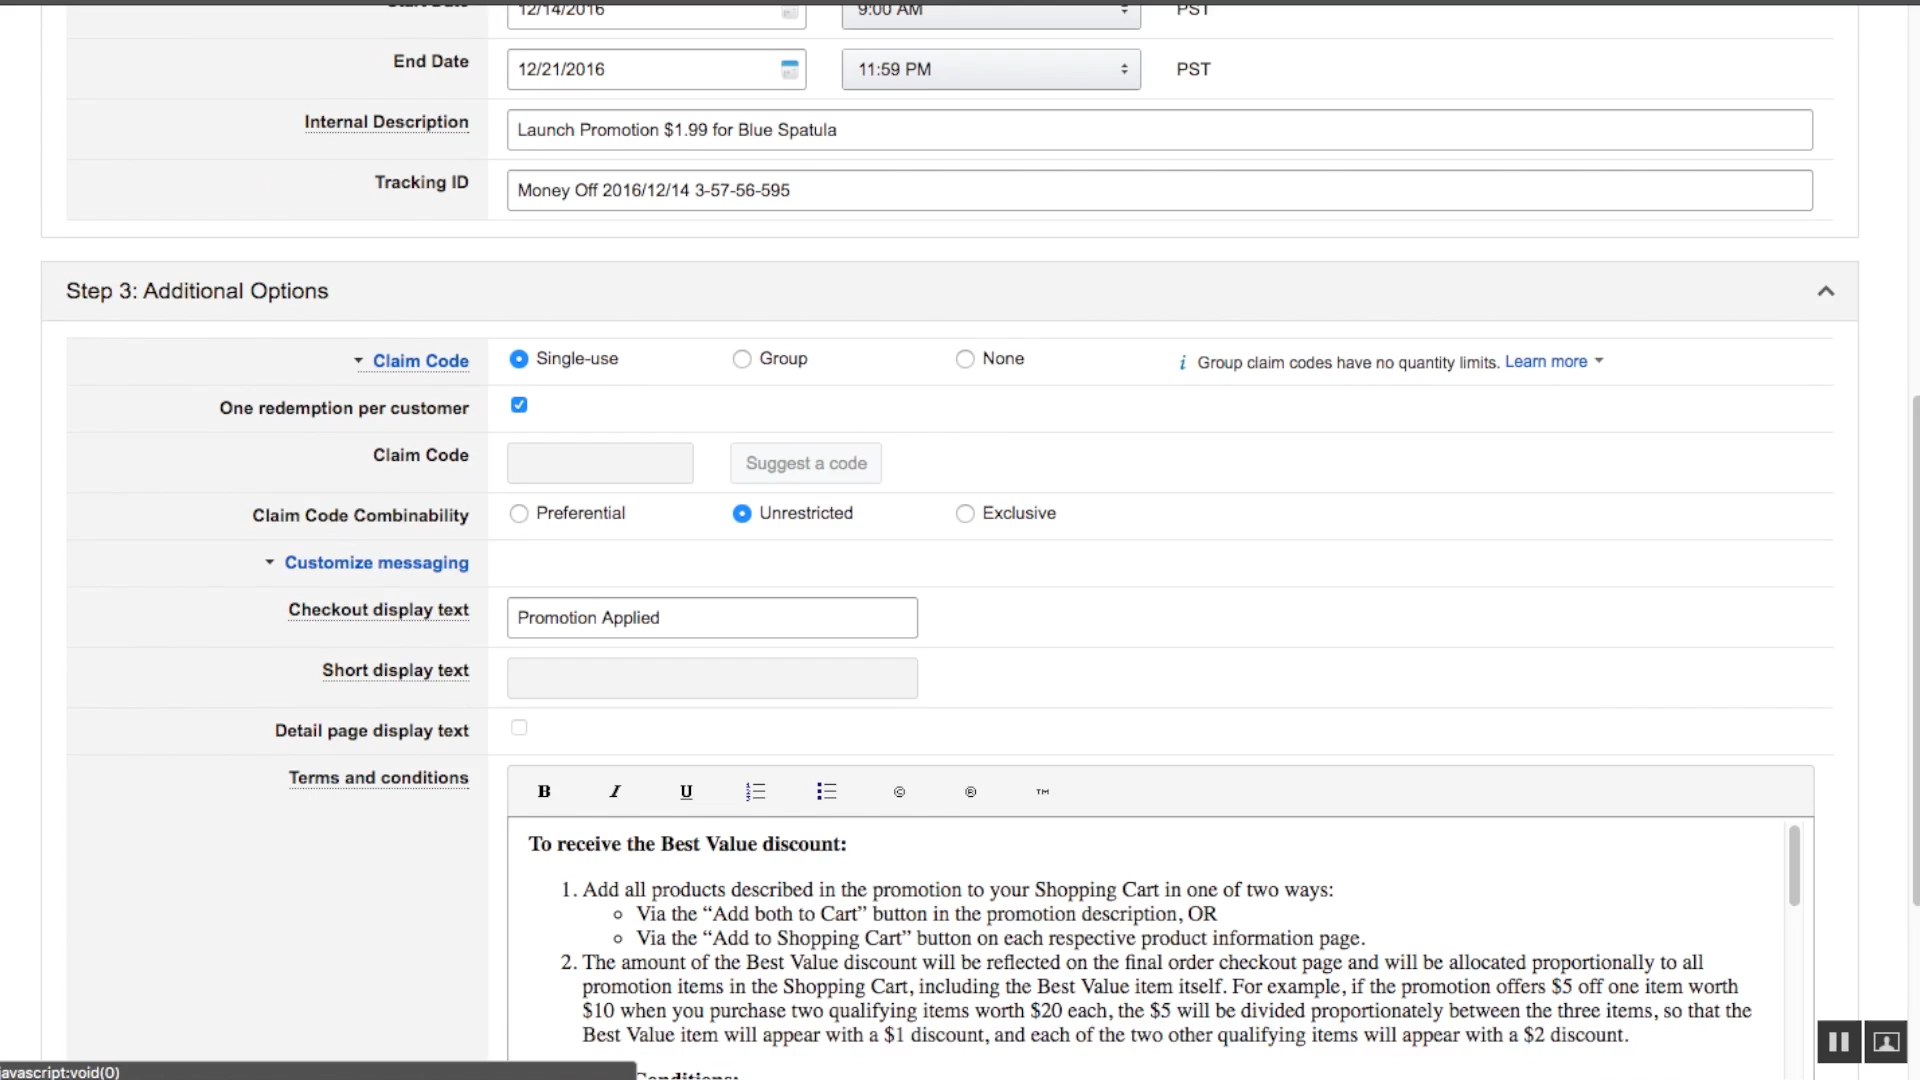 Start Date 12/14/2016 9:00 AM PST
End Date 12/21/2016 11:59 PM PST
Internal Description Launch Promotion $1.99 for Blue Spatula
Tracking ID Money Off 2016/12/14 3-57-56-595
Step 3: Additional Options
Claim Code Single-use Group None i Group claim codes have no quantity limits. Learn more
One redemption per customer
Claim Code Suggest a code
Claim Code Combinability Preferential Unrestricted Exclusive
Customize messaging
Checkout display text Promotion Applied
Short display text
Detail page display text
Terms and conditions B I U © ® ™
To receive the Best Value discount:
1. Add all products described in the promotion to your Shopping Cart in one of two ways:
Via the “Add both to Cart” button in the promotion description, OR
Via the “Add to Shopping Cart” button on each respective product information page.
2. The amount of the Best Value discount will be reflected on the final order checkout page and will be allocated proportionally to all
promotion items in the Shopping Cart, including the Best Value item itself. For example, if the promotion offers $5 off one item worth
$10 when you purchase two qualifying items worth $20 each, the $5 will be divided proportionately between the three items, so that the
Best Value item will appear with a $1 discount, and each of the two other qualifying items will appear with a $2 discount.
Conditions:
javascript:void(0)